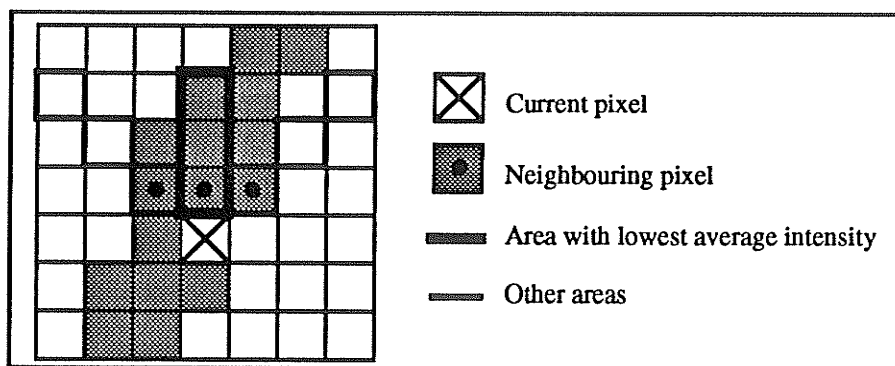 Current pixel
Neighbouring pixel
Area with lowest average intensity
Other areas